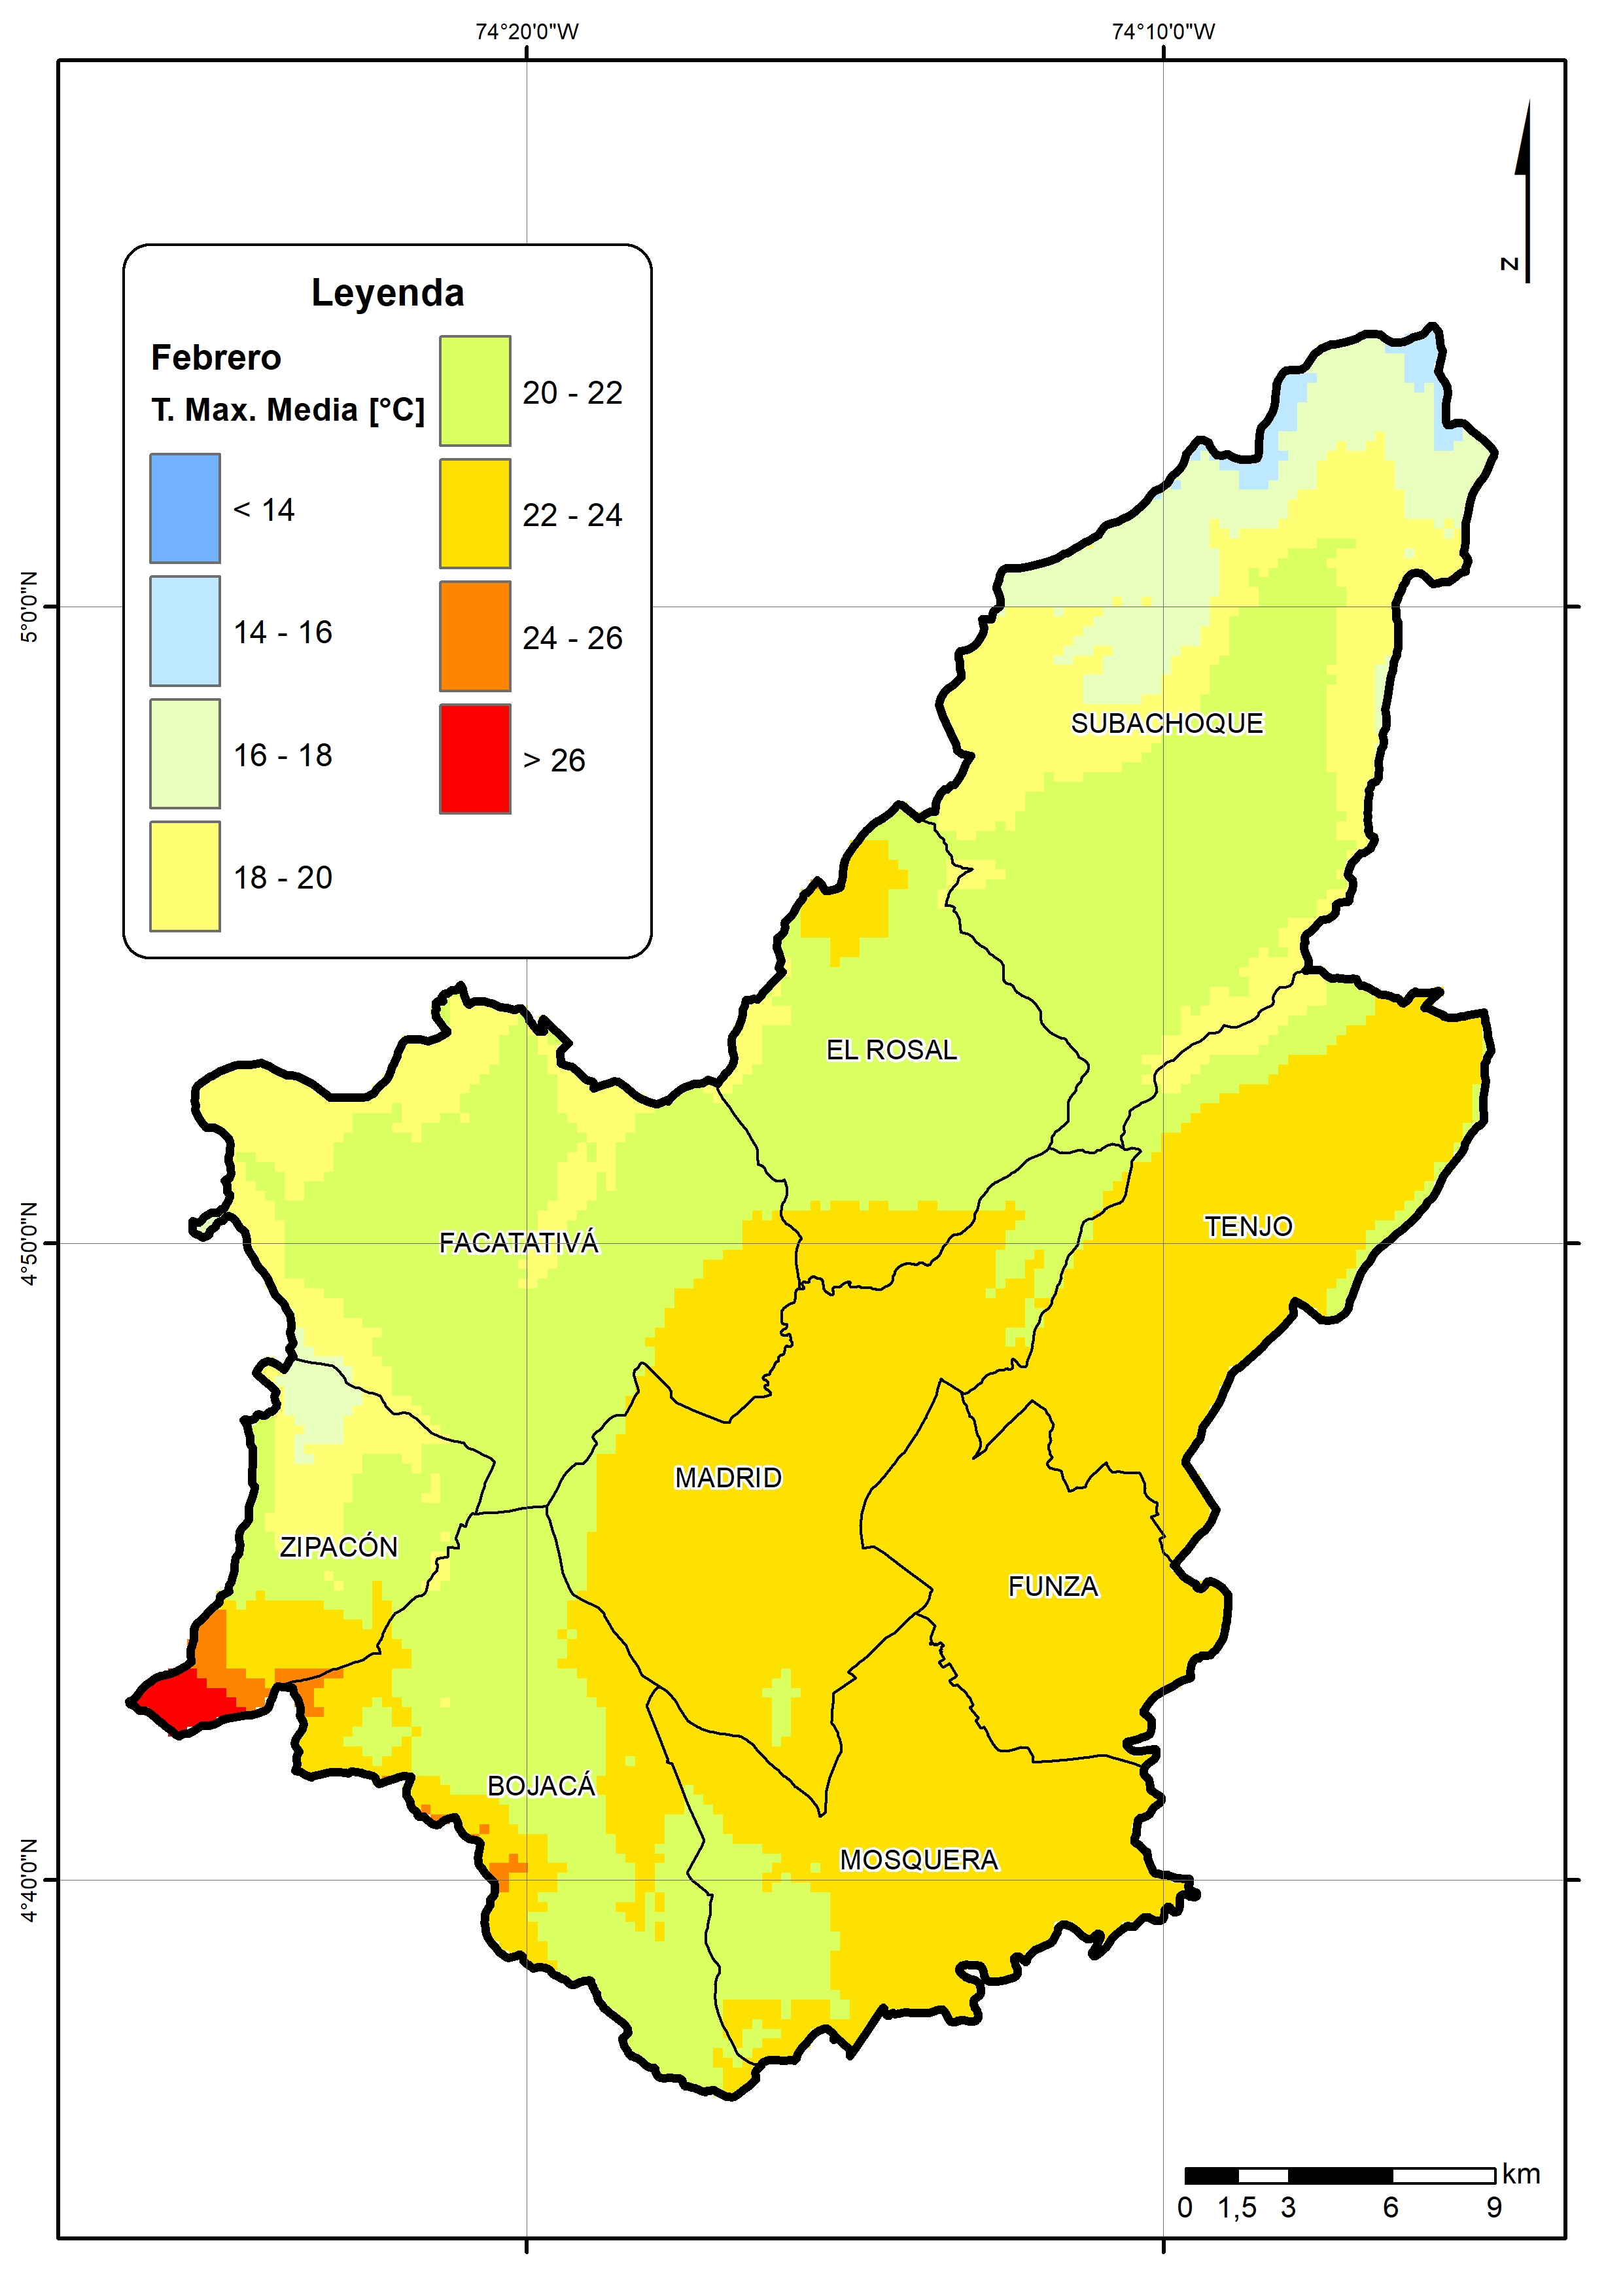 74°20'0"W
74°10'0"W
N
Leyenda
Febrero
T. Max. Media [°C]
< 14
14 - 16
16 - 18
18 - 20
20 - 22
22 - 24
24 - 26
> 26
5°0'0"N
SUBACHOQUE
EL ROSAL
TENJO
4°50'0"N
FACATATIVÁ
MADRID
ZIPACÓN
FUNZA
BOJACÁ
MOSQUERA
4°40'0"N
km
0 1,5 3 6 9